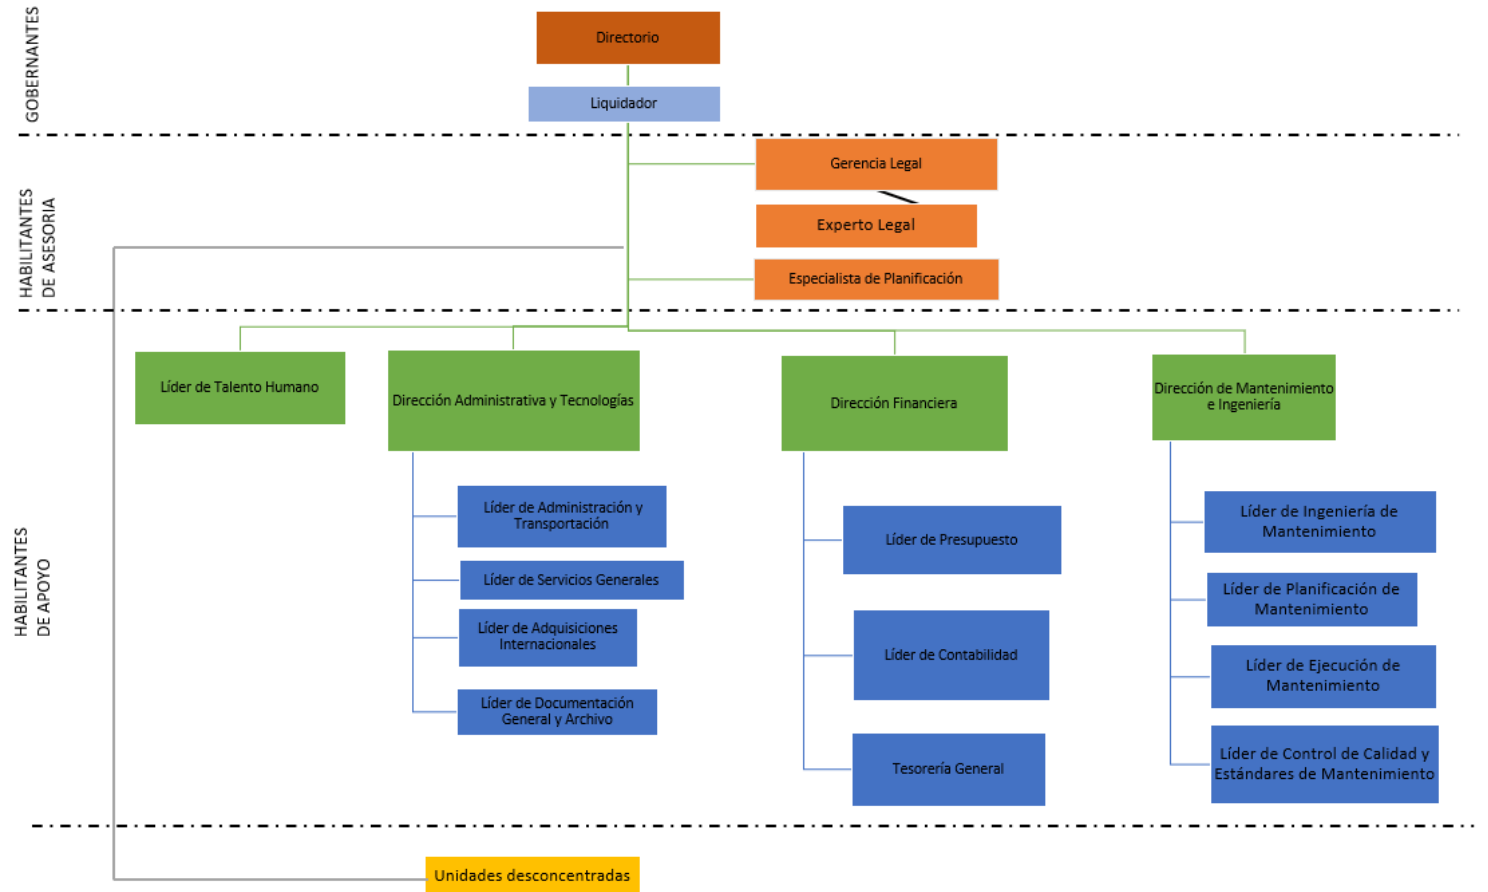 GOBERNANTES
Directorio
Liquidador
HABILITANTES
DE ASESORIA
Gerencia Legal
Experto Legal
Especialista de Planificación
HABILITANTES
DE APOYO
Líder de Talento Humano
Dirección Administrativa y Tecnologías
Líder de Administración y
Transportación
Líder de Servicios Generales
Líder de Adquisiciones
Internacionales
Líder de Documentación
General y Archivo
Dirección Financiera
Líder de Presupuesto
Líder de Contabilidad
Tesorería General
Dirección de Mantenimiento
e Ingeniería
Líder de Ingeniería de
Mantenimiento
Líder de Planificación de
Mantenimiento
Líder de Ejecución de
Mantenimiento
Líder de Control de Calidad y
Estándares de Mantenimiento
Unidades desconcentradas